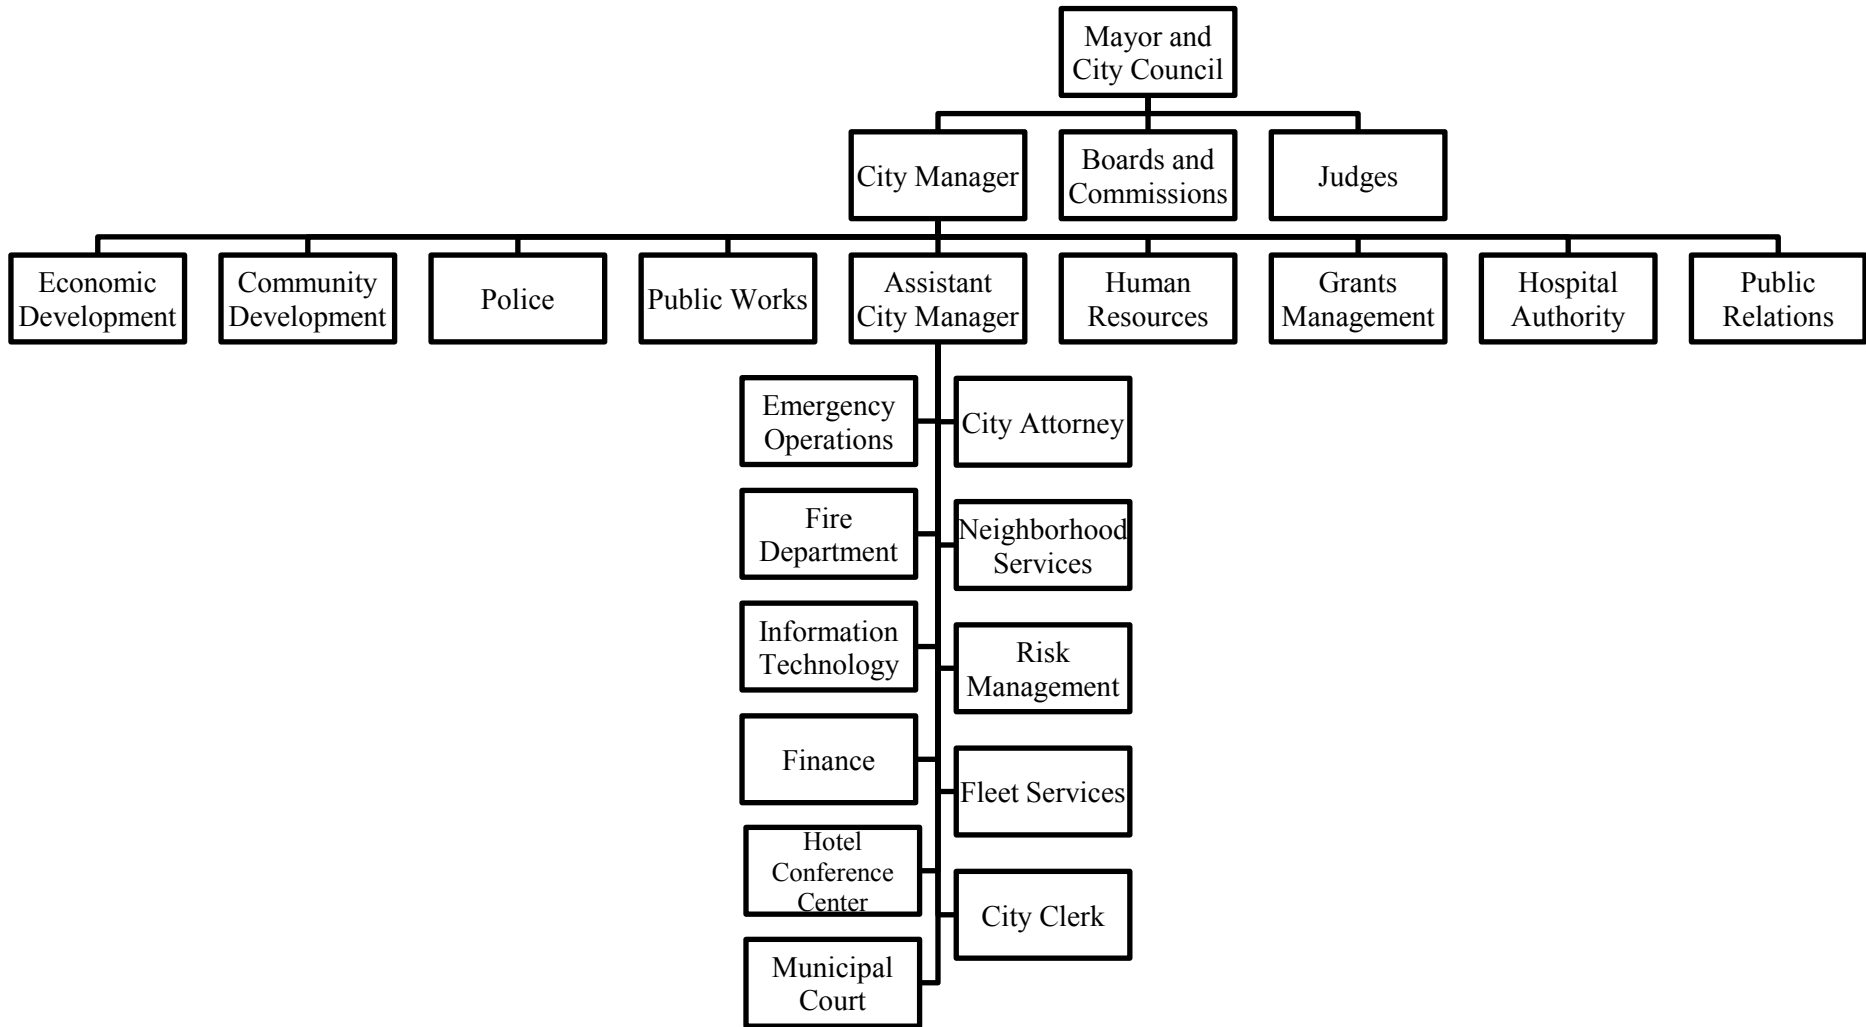 Mayor and
City Council
City Manager
Boards and
Commissions
Judges
Economic
Development
Community
Development
Police
Public Works
Assistant
City Manager
Human
Resources
Grants
Management
Hospital
Authority
Public
Relations
Emergency
Operations
City Attorney
Fire
Department
Neighborhood
Services
Information
Technology
Risk
Management
Finance
Fleet Services
Hotel
Conference
Center
City Clerk
Municipal
Court